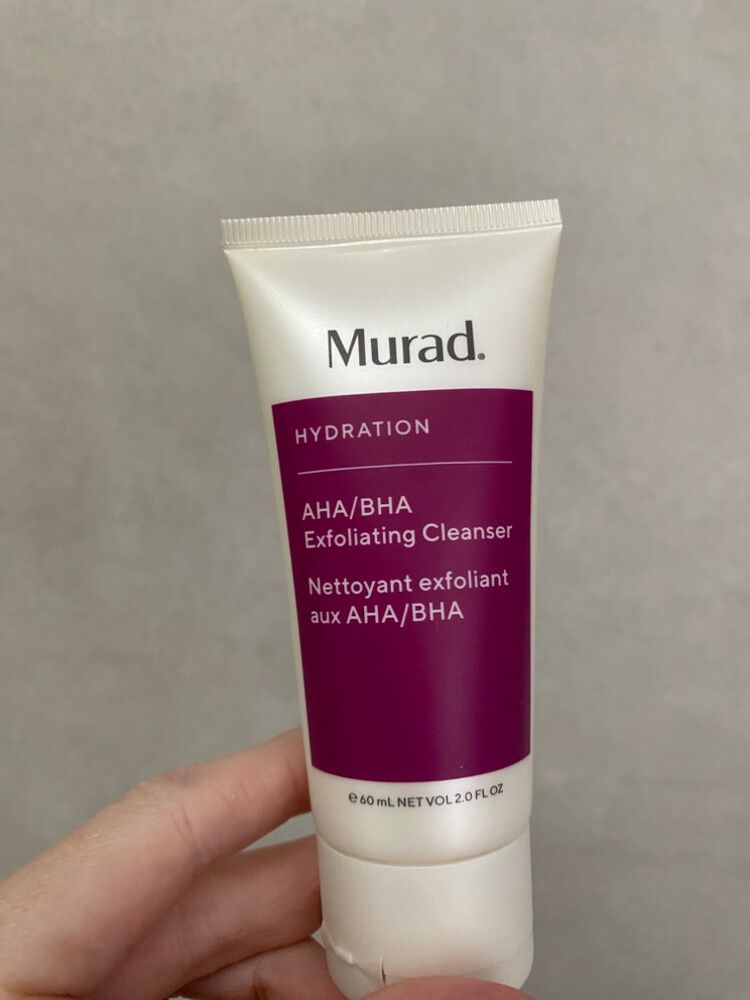 Murad.
HYDRATION
AHA/BHA
Exfoliating Cleanser
Nettoyant exfoliant
aux AHA/BHA
℮ 60 mL NET VOL 2.0 FL OZ